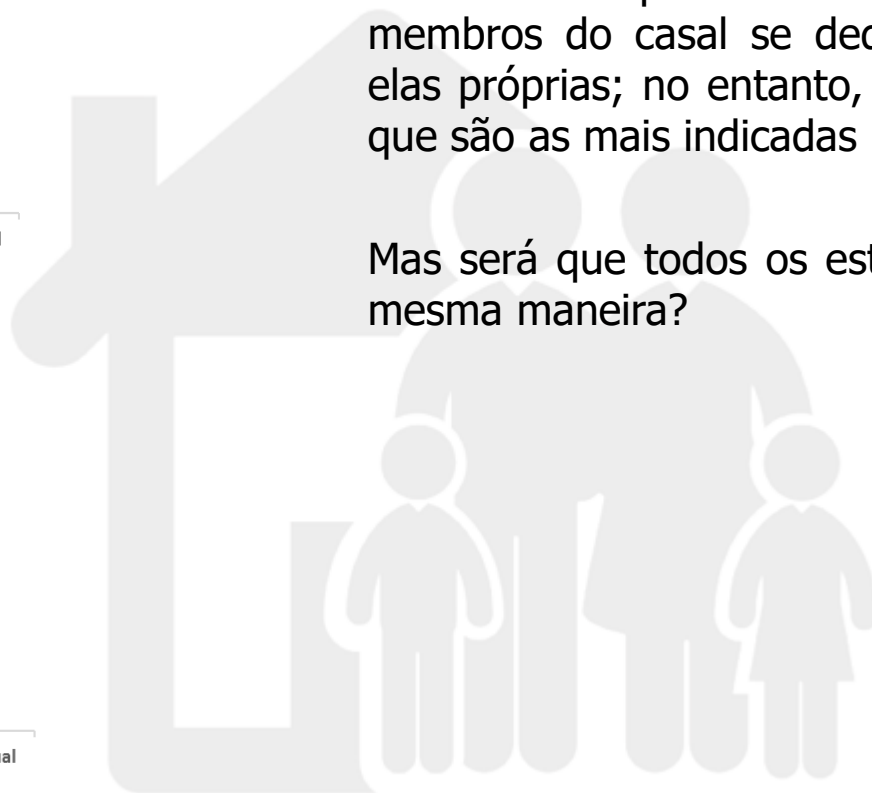 membros do casal se
elas próprias; no entanto,
que são as mais indicadas
Mas será que todos os
mesma maneira?